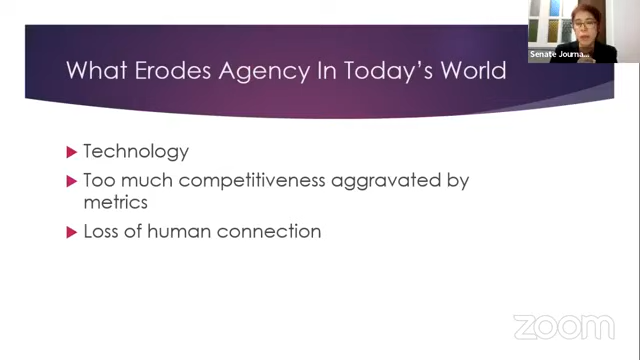 Senate Journa...
What Erodes Agency In Today's World
Technology
Too much competitiveness aggravated by
metrics
Loss of human connection
zoom